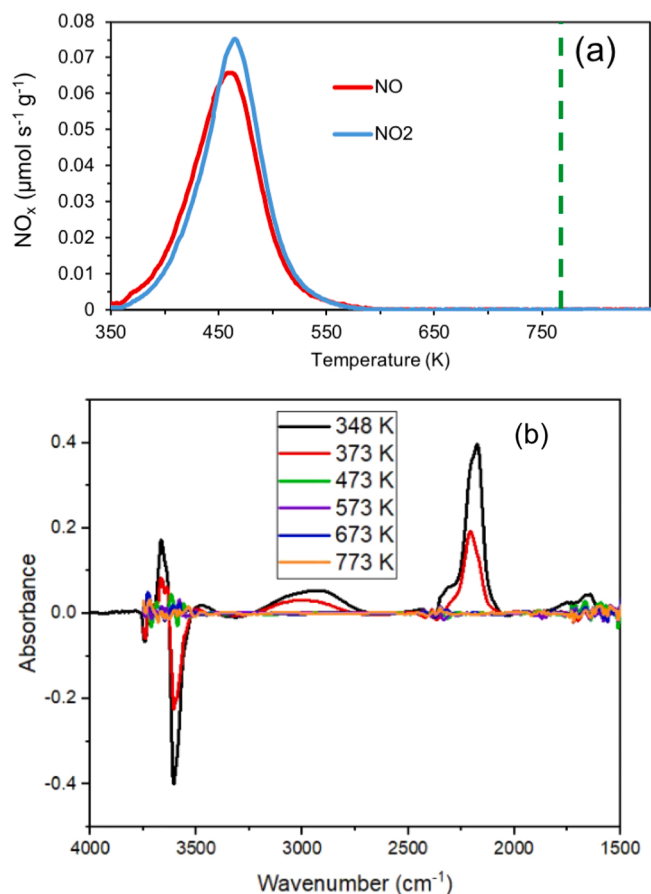 0.08
(a)
0.07
NO
0.06
0.05
NO2
0.04
0.03
0.02
0.01
0
NOₓ (μmol s⁻¹ g⁻¹)
350 450 550 650 750
Temperature (K)
348 K
(b)
373 K
473 K
573 K
673 K
773 K
0.4
0.2
0.0
-0.2
-0.4
Absorbance
4000 3500 3000 2500 2000 1500
Wavenumber (cm⁻¹)